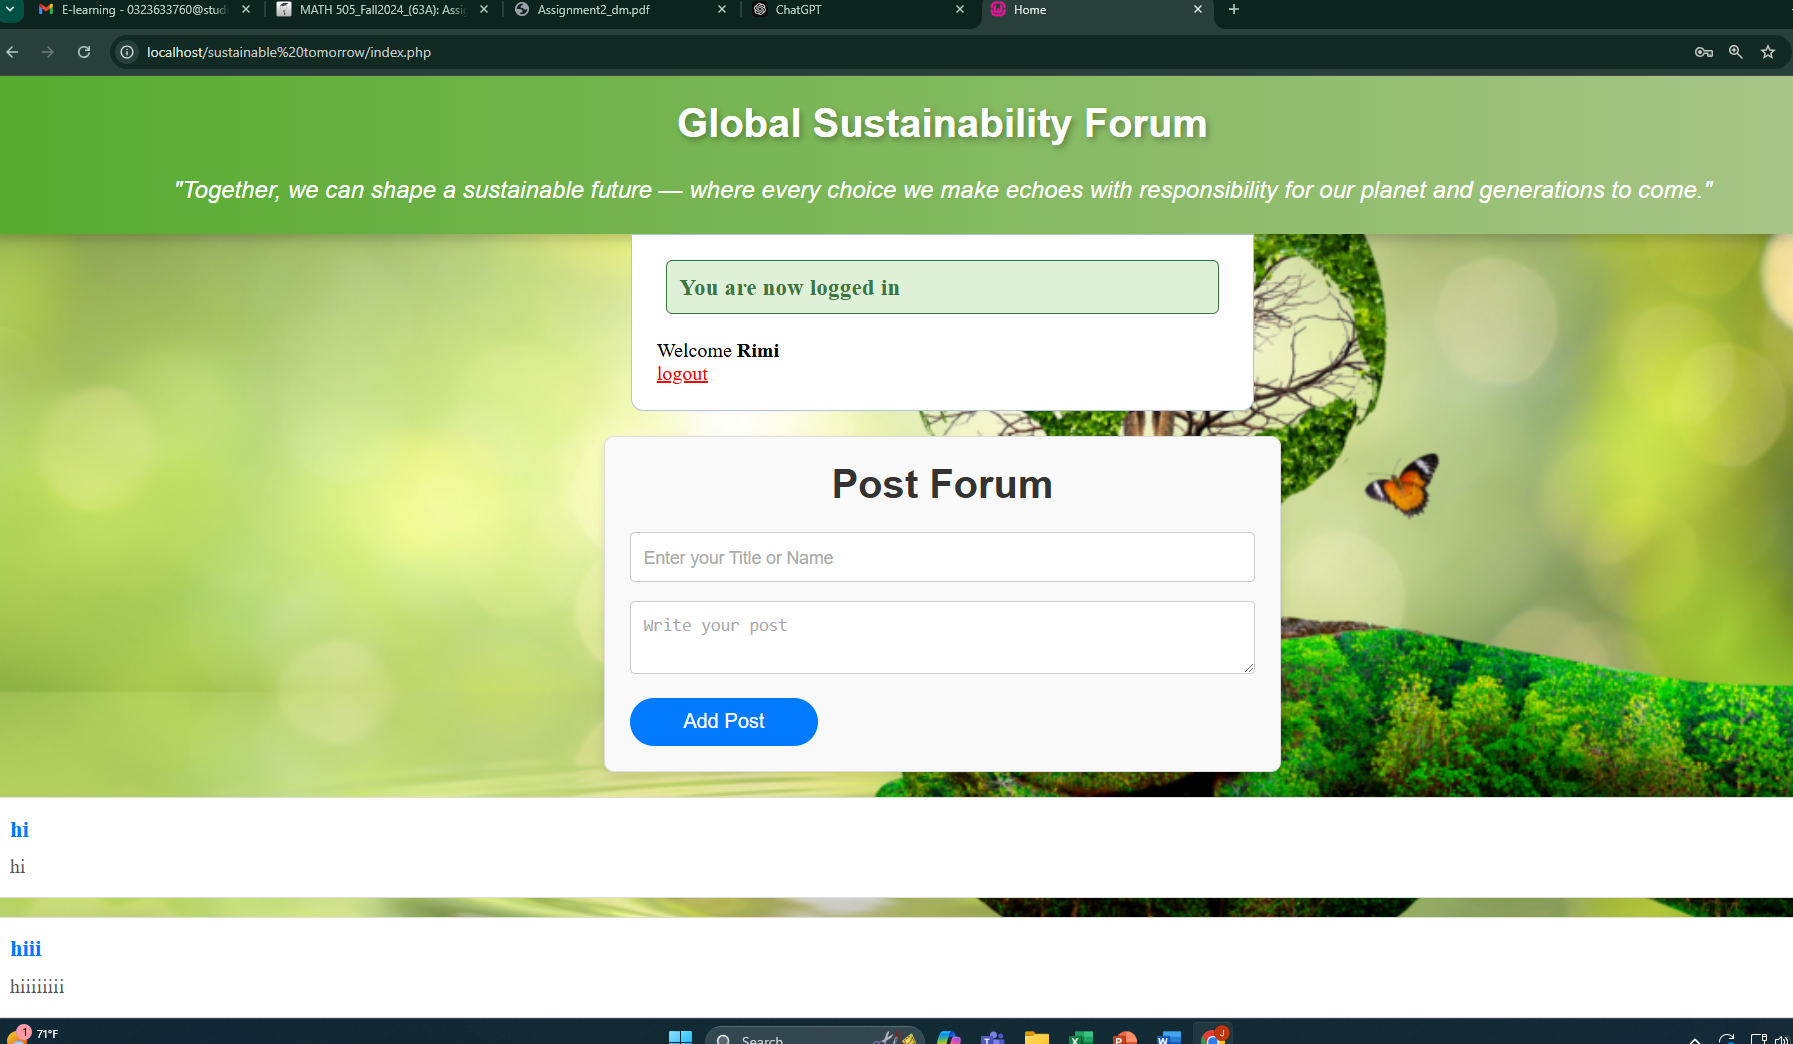 E-learning - 0323633760@stud
MATH 505_Fall2024_(63A): Assig
Assignment2_dm.pdf
ChatGPT
Home
localhost/sustainable%20tomorrow/index.php
Global Sustainability Forum
"Together, we can shape a sustainable future — where every choice we make echoes with responsibility for our planet and generations to come."
You are now logged in
Welcome Rimi
logout
Post Forum
Enter your Title or Name
Write your post
Add Post
hi
hi
hiii
hiiiiiiii
1
71°F
Search
J